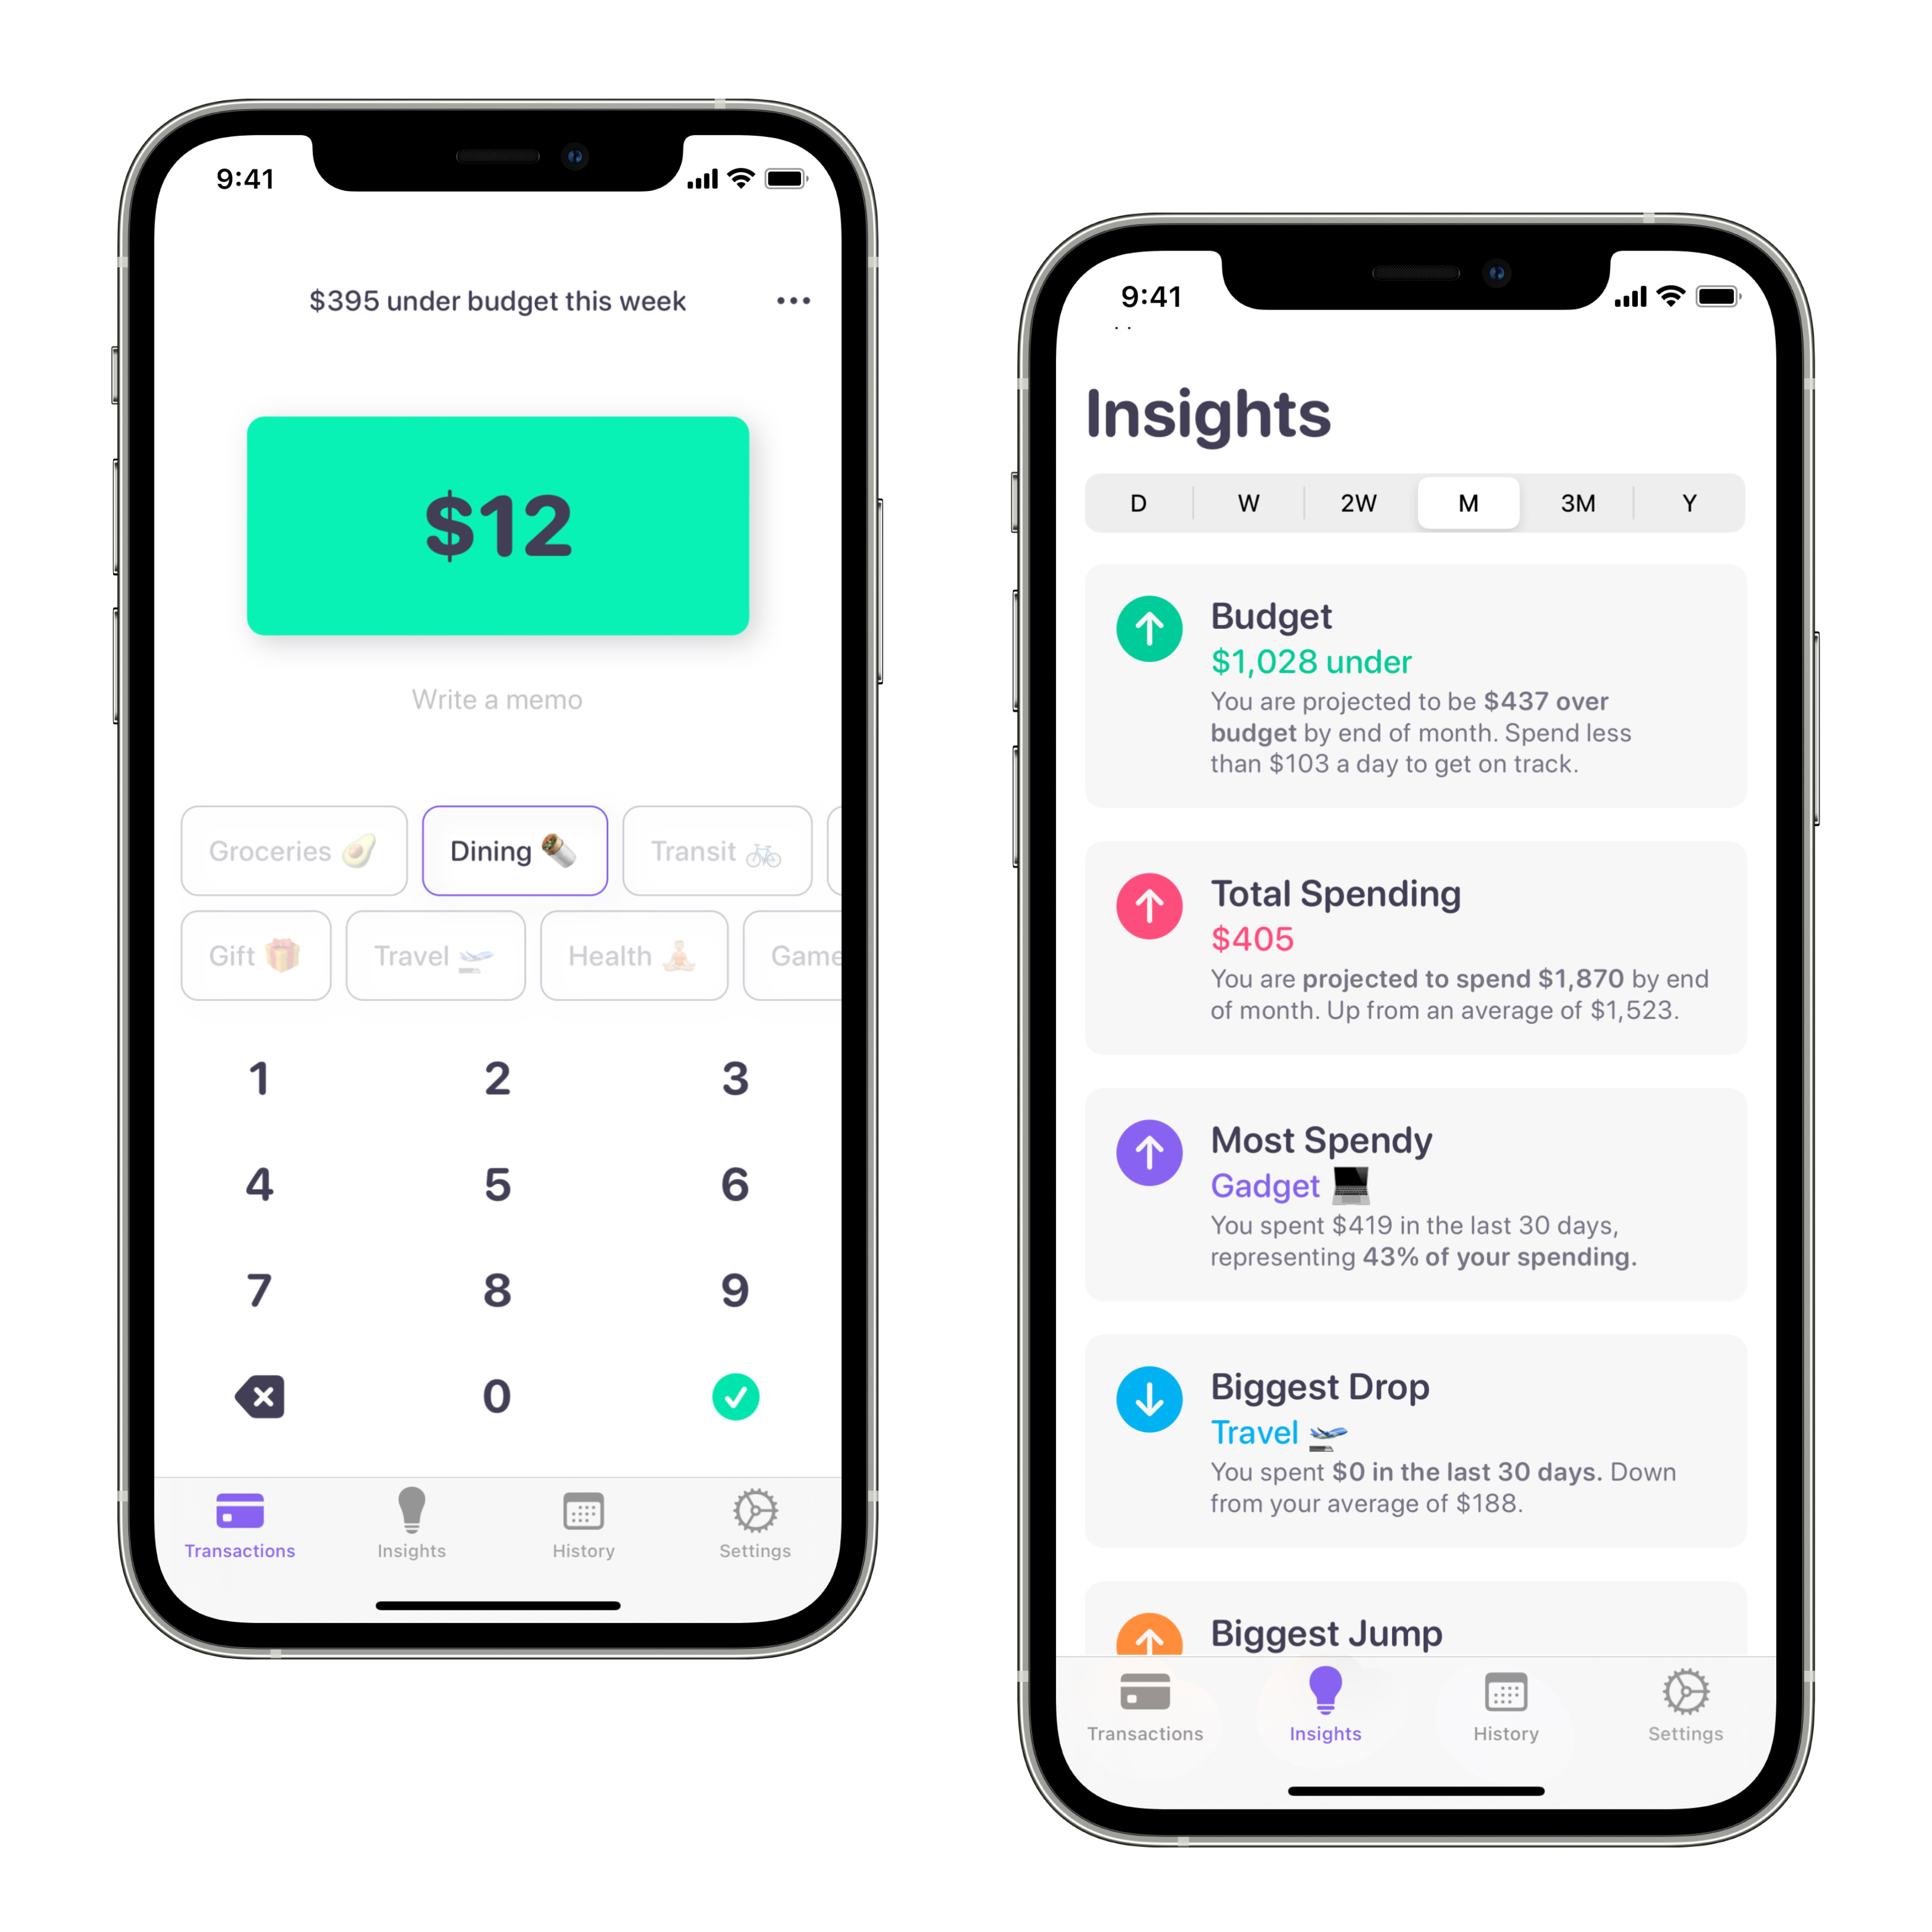 9:41
$395 under budget this week
$12
Write a memo
Groceries Dining Transit
Gift Travel Health Game
1 2 3
4 5 6
7 8 9
0
Transactions Insights History Settings
9:41
Insights
D W 2W M 3M Y
Budget
$1,028 under
You are projected to be $437 over
budget by end of month. Spend less
than $103 a day to get on track.
Total Spending
$405
You are projected to spend $1,870 by end
of month. Up from an average of $1,523.
Most Spendy
Gadget
You spent $419 in the last 30 days,
representing 43% of your spending.
Biggest Drop
Travel
You spent $0 in the last 30 days. Down
from your average of $188.
Biggest Jump
Transactions Insights History Settings